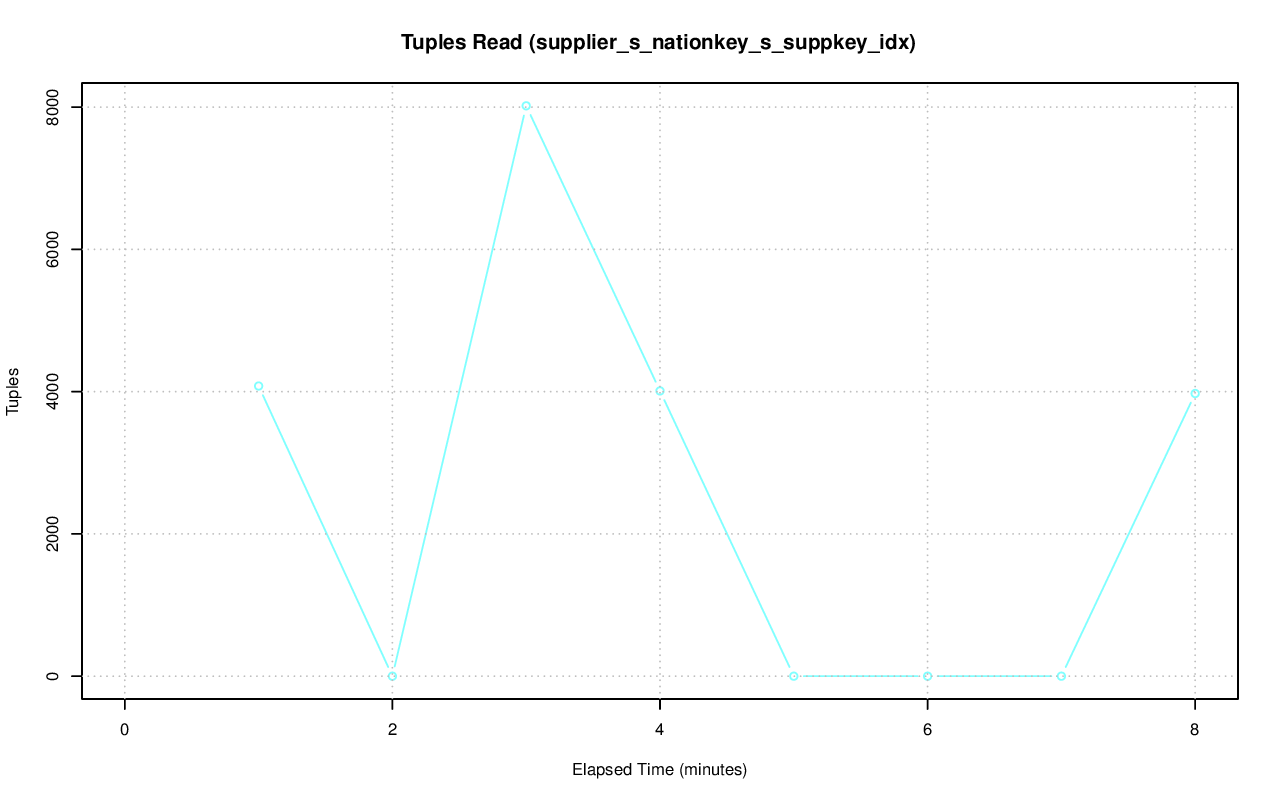 Tuples Read (supplier_s_nationkey_s_suppkey_idx)
Tuples
8000
6000
4000
2000
0
0 2 4 6 8
Elapsed Time (minutes)